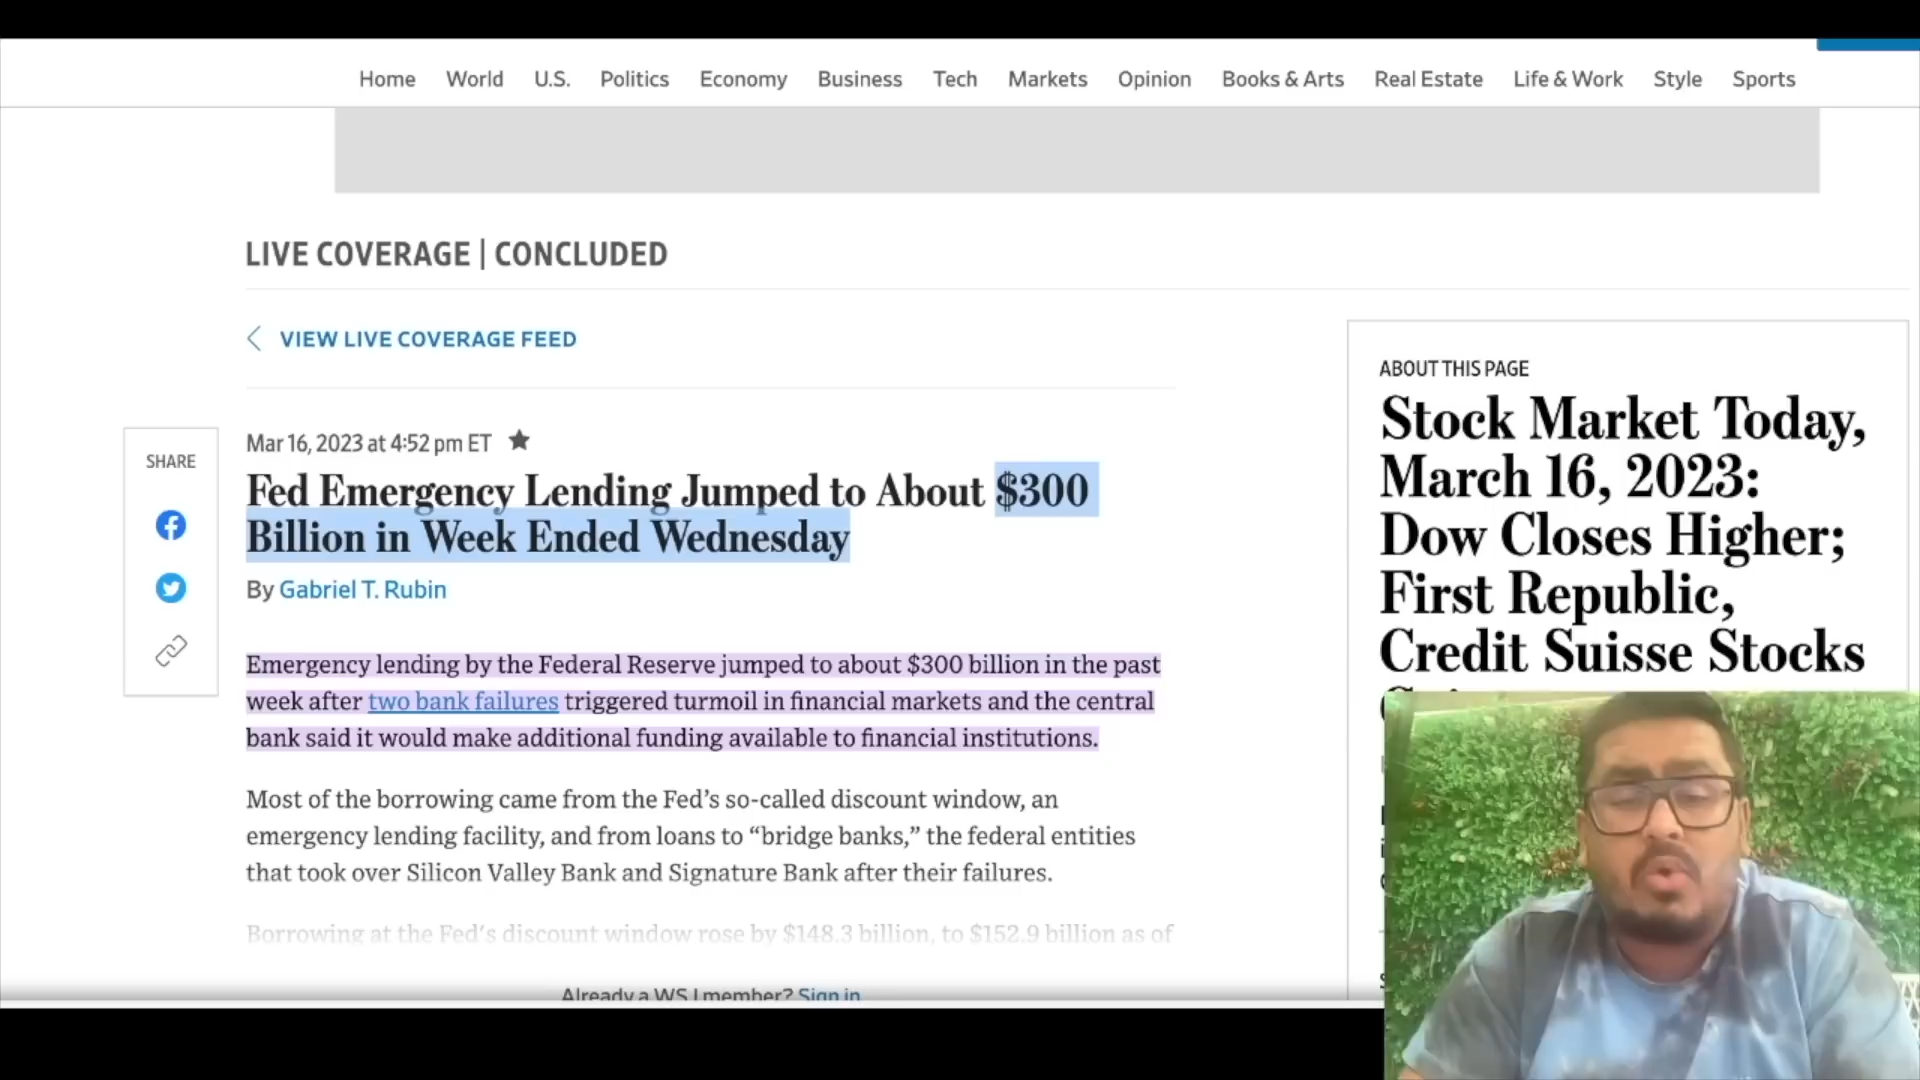 Home World U.S. Politics Economy Business Tech Markets Opinion Books & Arts Real Estate Life & Work Style Sports
LIVE COVERAGE | CONCLUDED
VIEW LIVE COVERAGE FEED
SHARE
Mar 16, 2023 at 4:52 pm ET
Fed Emergency Lending Jumped to About $300
Billion in Week Ended Wednesday
By Gabriel T. Rubin
Emergency lending by the Federal Reserve jumped to about $300 billion in the past
week after two bank failures triggered turmoil in financial markets and the central
bank said it would make additional funding available to financial institutions.
Most of the borrowing came from the Fed's so-called discount window, an
emergency lending facility, and from loans to “bridge banks,” the federal entities
that took over Silicon Valley Bank and Signature Bank after their failures.
Borrowing at the Fed's discount window rose by $148.3 billion, to $152.9 billion as of
Already a WSJ member? Sign in
ABOUT THIS PAGE
Stock Market Today,
March 16, 2023:
Dow Closes Higher;
First Republic,
Credit Suisse Stocks